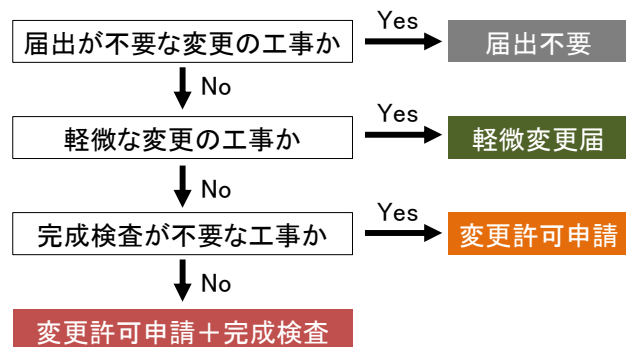 届出が不要な変更の工事か
Yes
届出不要
No
軽微な変更の工事か
Yes
軽微変更届
No
完成検査が不要な工事か
Yes
変更許可申請
No
変更許可申請＋完成検査